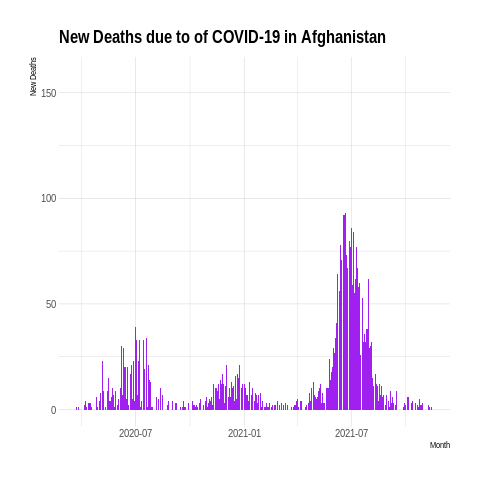 New Deaths due to of COVID-19 in Afghanistan
New Deaths
150
100
50
0
2020-07
2021-01
2021-07
Month